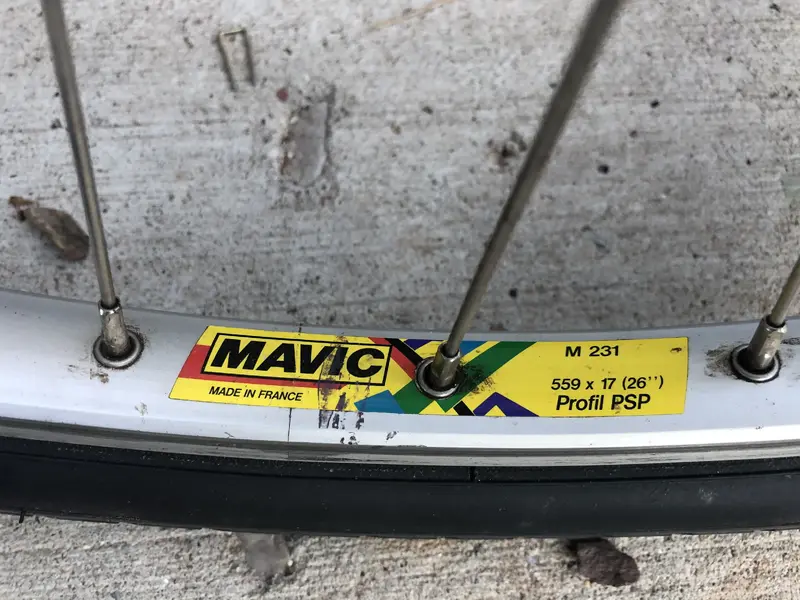 MAVIC
MADE IN FRANCE
M 231
559 x 17 (26'')
Profil PSP